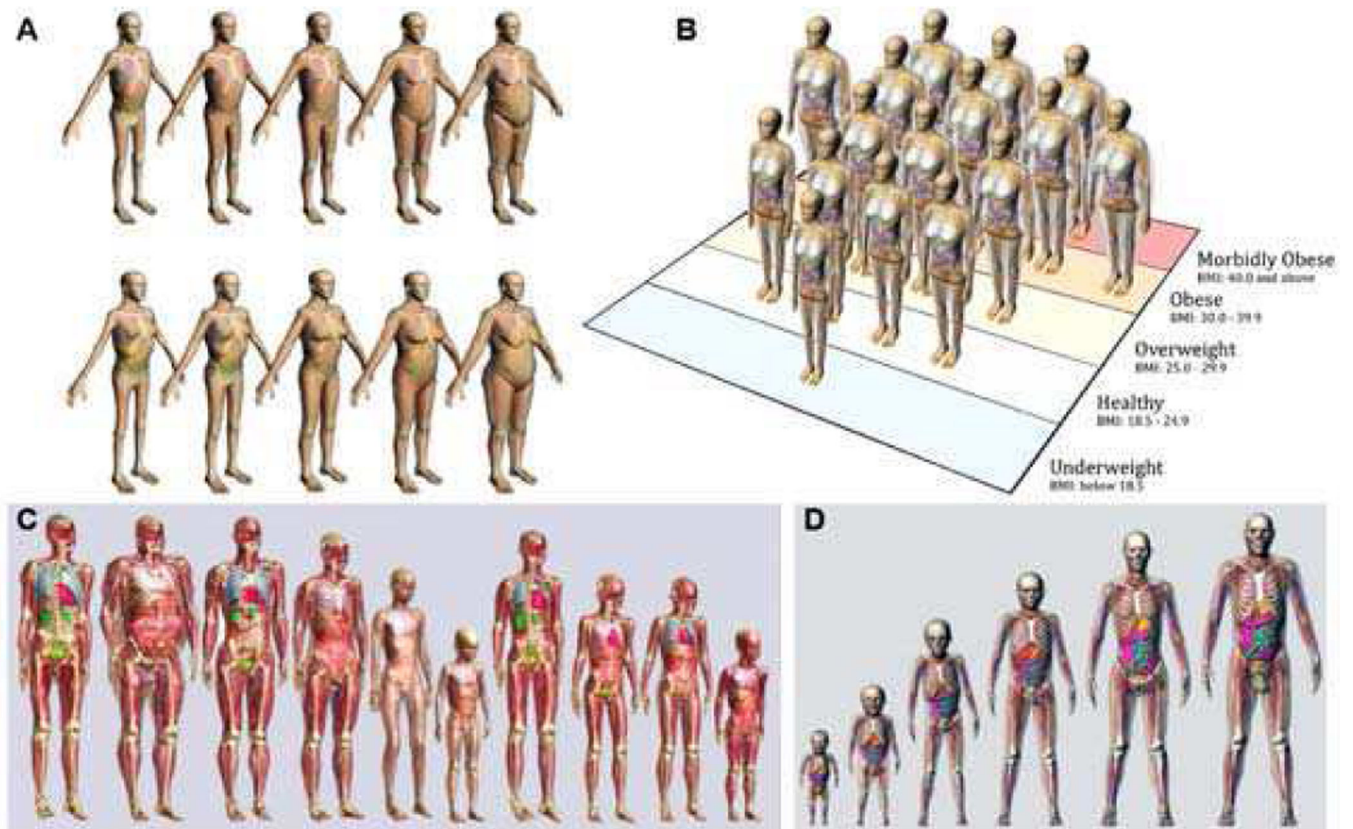 A
B
Morbidly Obese
BMI: 40.0 and above
Obese
BMI: 30.0 - 39.9
Overweight
BMI: 25.0 - 29.9
Healthy
BMI: 18.5 - 24.9
Underweight
BMI: below 18.5
C
D